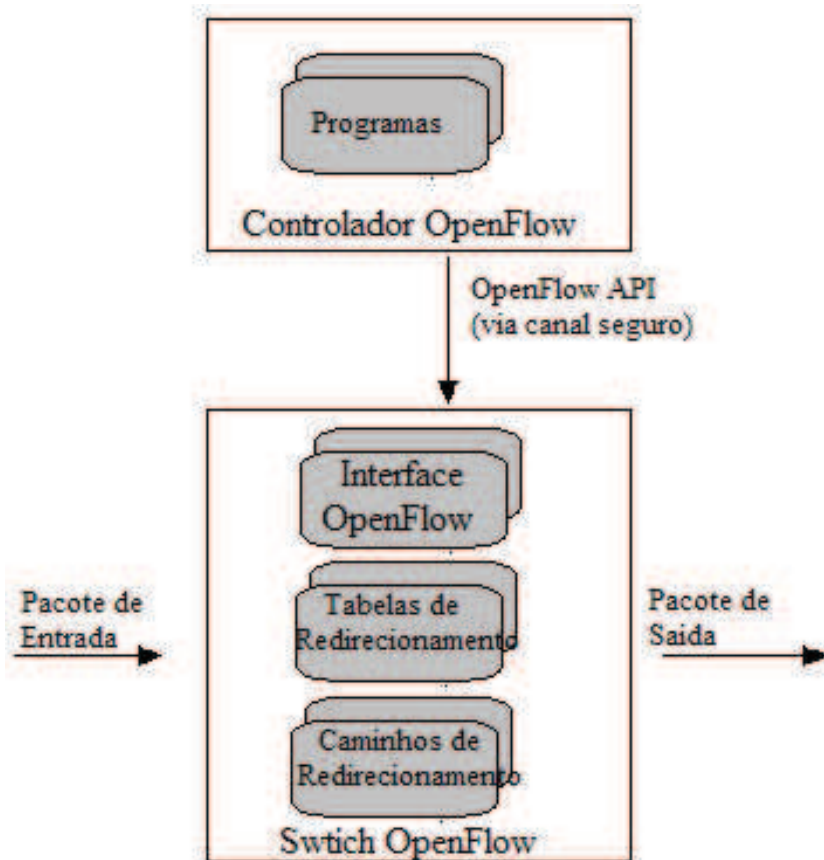 Programas
Controlador OpenFlow
OpenFlow API
(via canal seguro)
Interface
OpenFlow
Pacote de
Entrada
Tabelas de
Redirecionamento
Pacote de
Saida
Caminhos de
Redirecionamento
Swtich OpenFlow